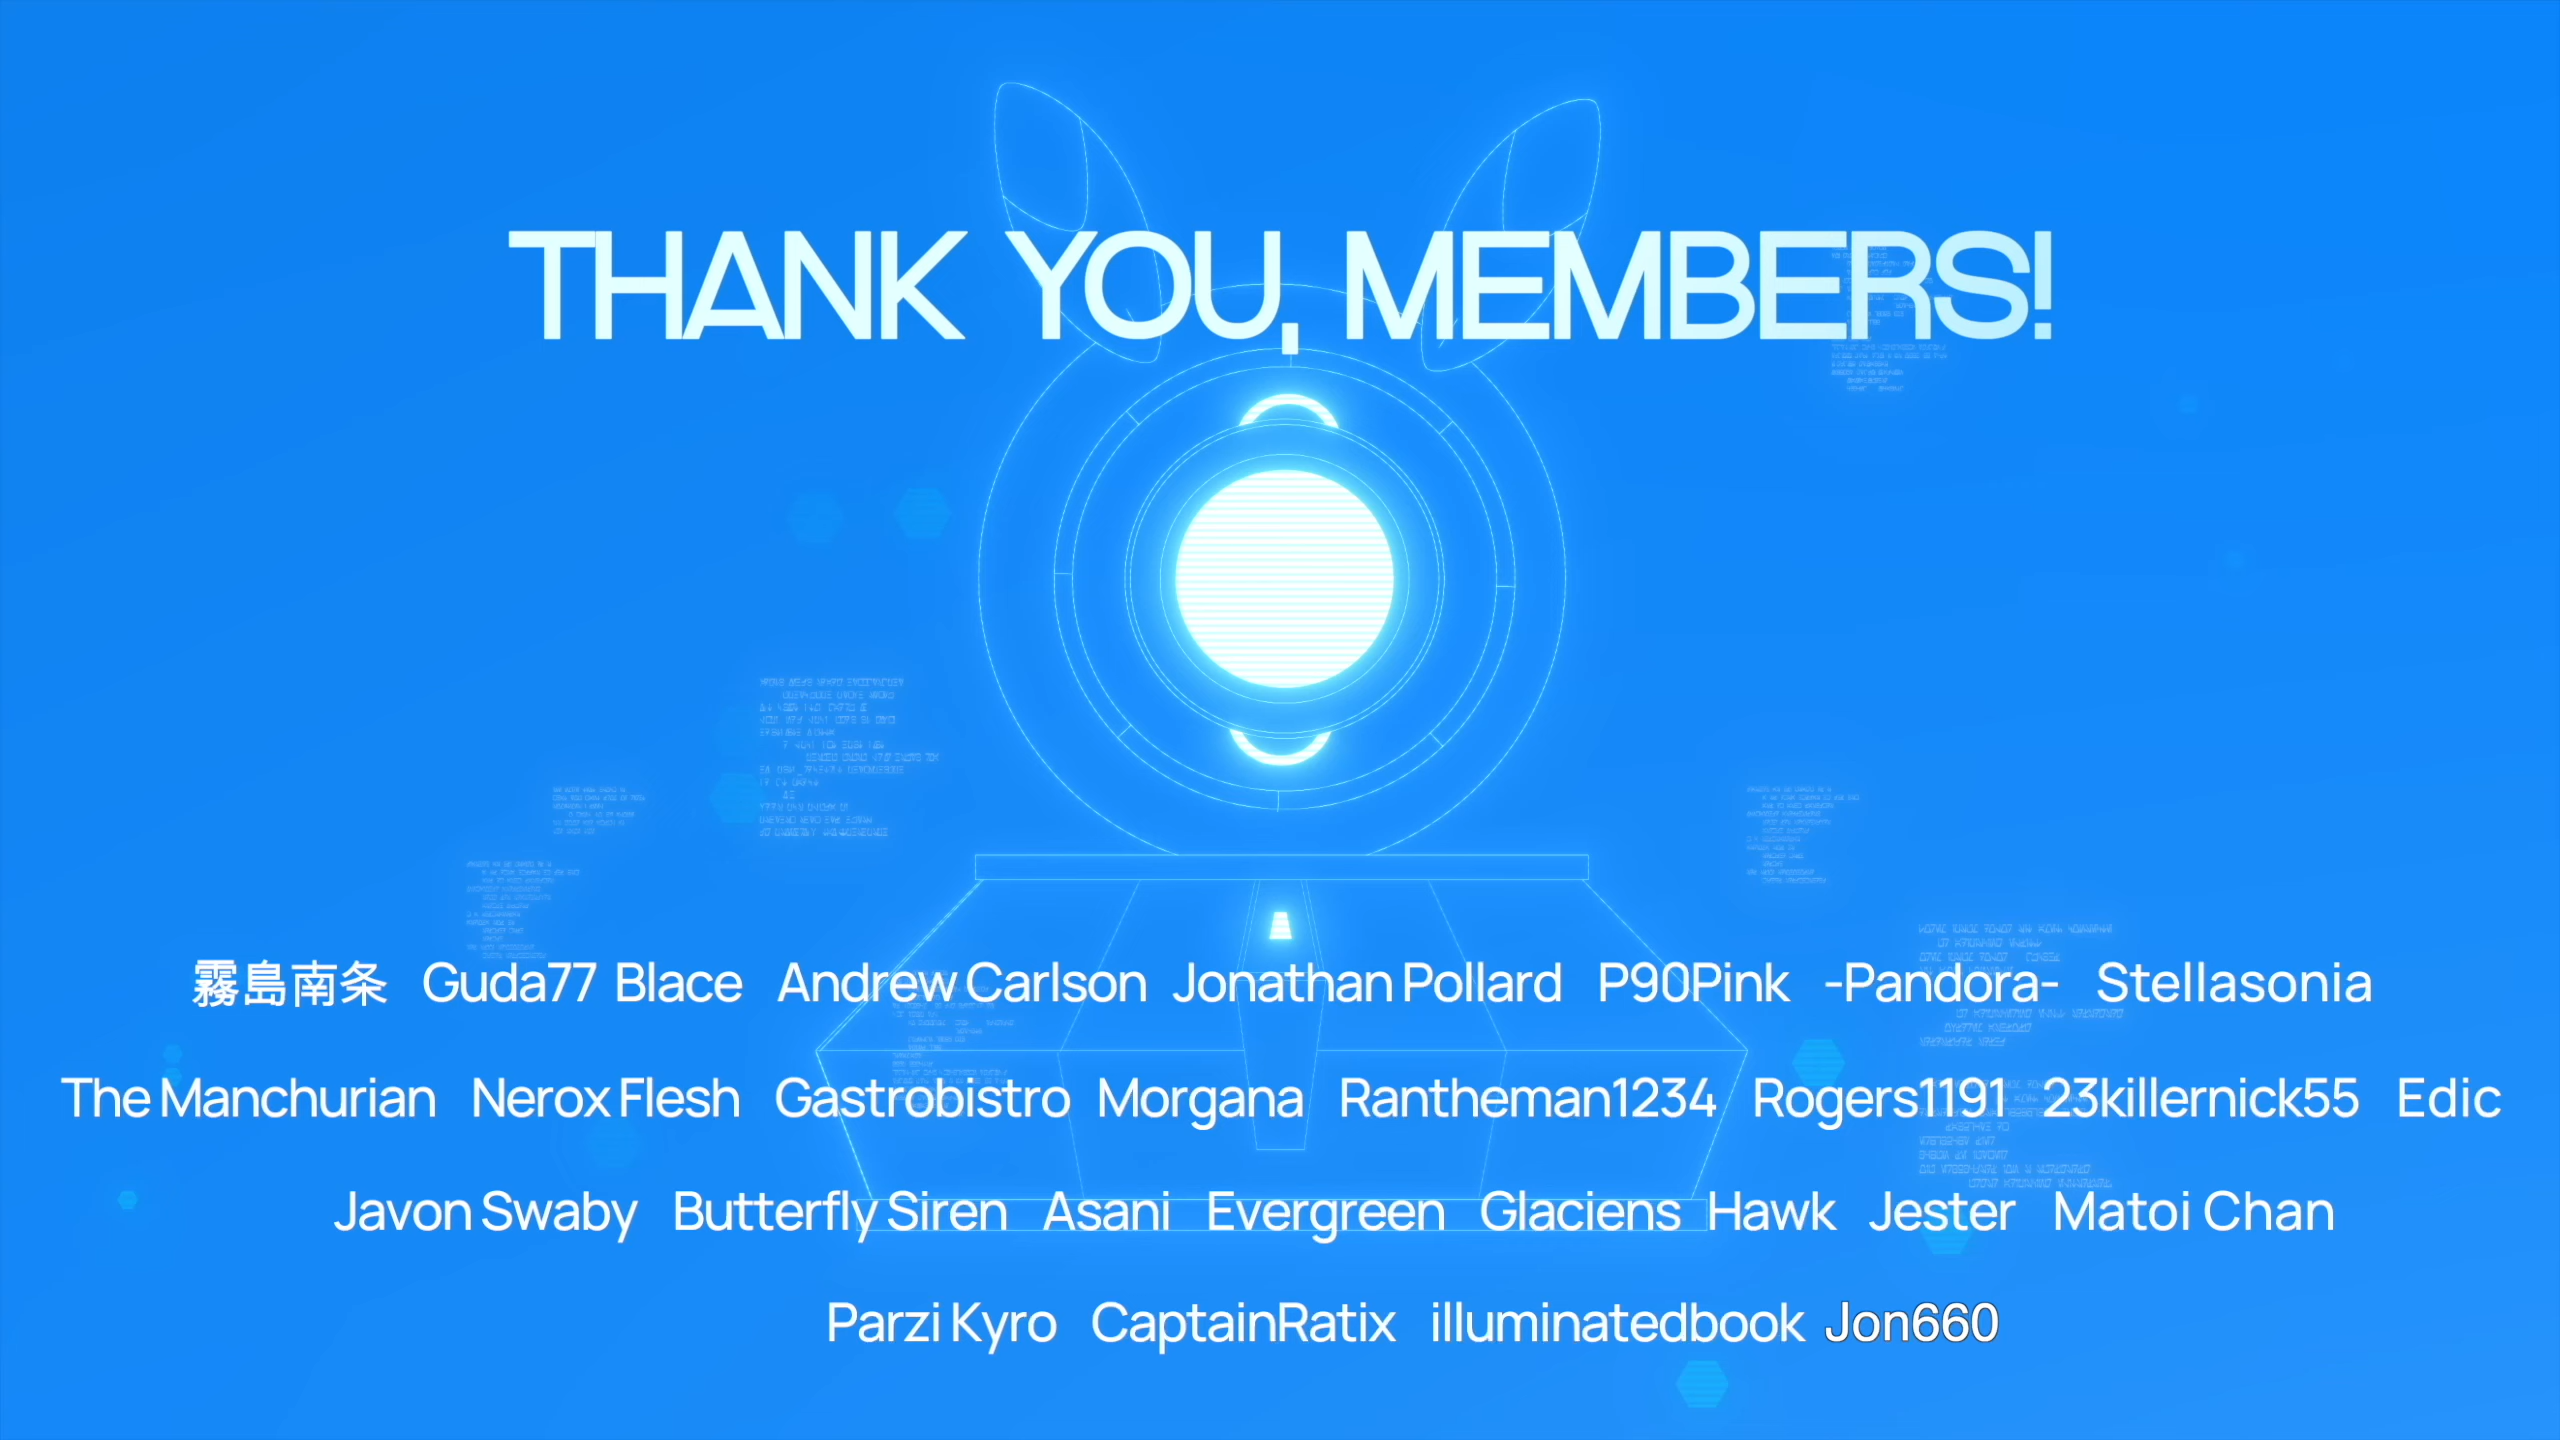 THANK YOU, MEMBERS!
霧島南条 Guda77 Blace Andrew Carlson Jonathan Pollard P90Pink -Pandora- Stellasonia
The Manchurian Nerox Flesh Gastrobistro Morgana Rantheman1234 Rogers1191 23killernick55 Edic
Javon Swaby Butterfly Siren Asani Evergreen Glaciens Hawk Jester Matoi Chan
Parzi Kyro CaptainRatix illuminatedbook Jon660